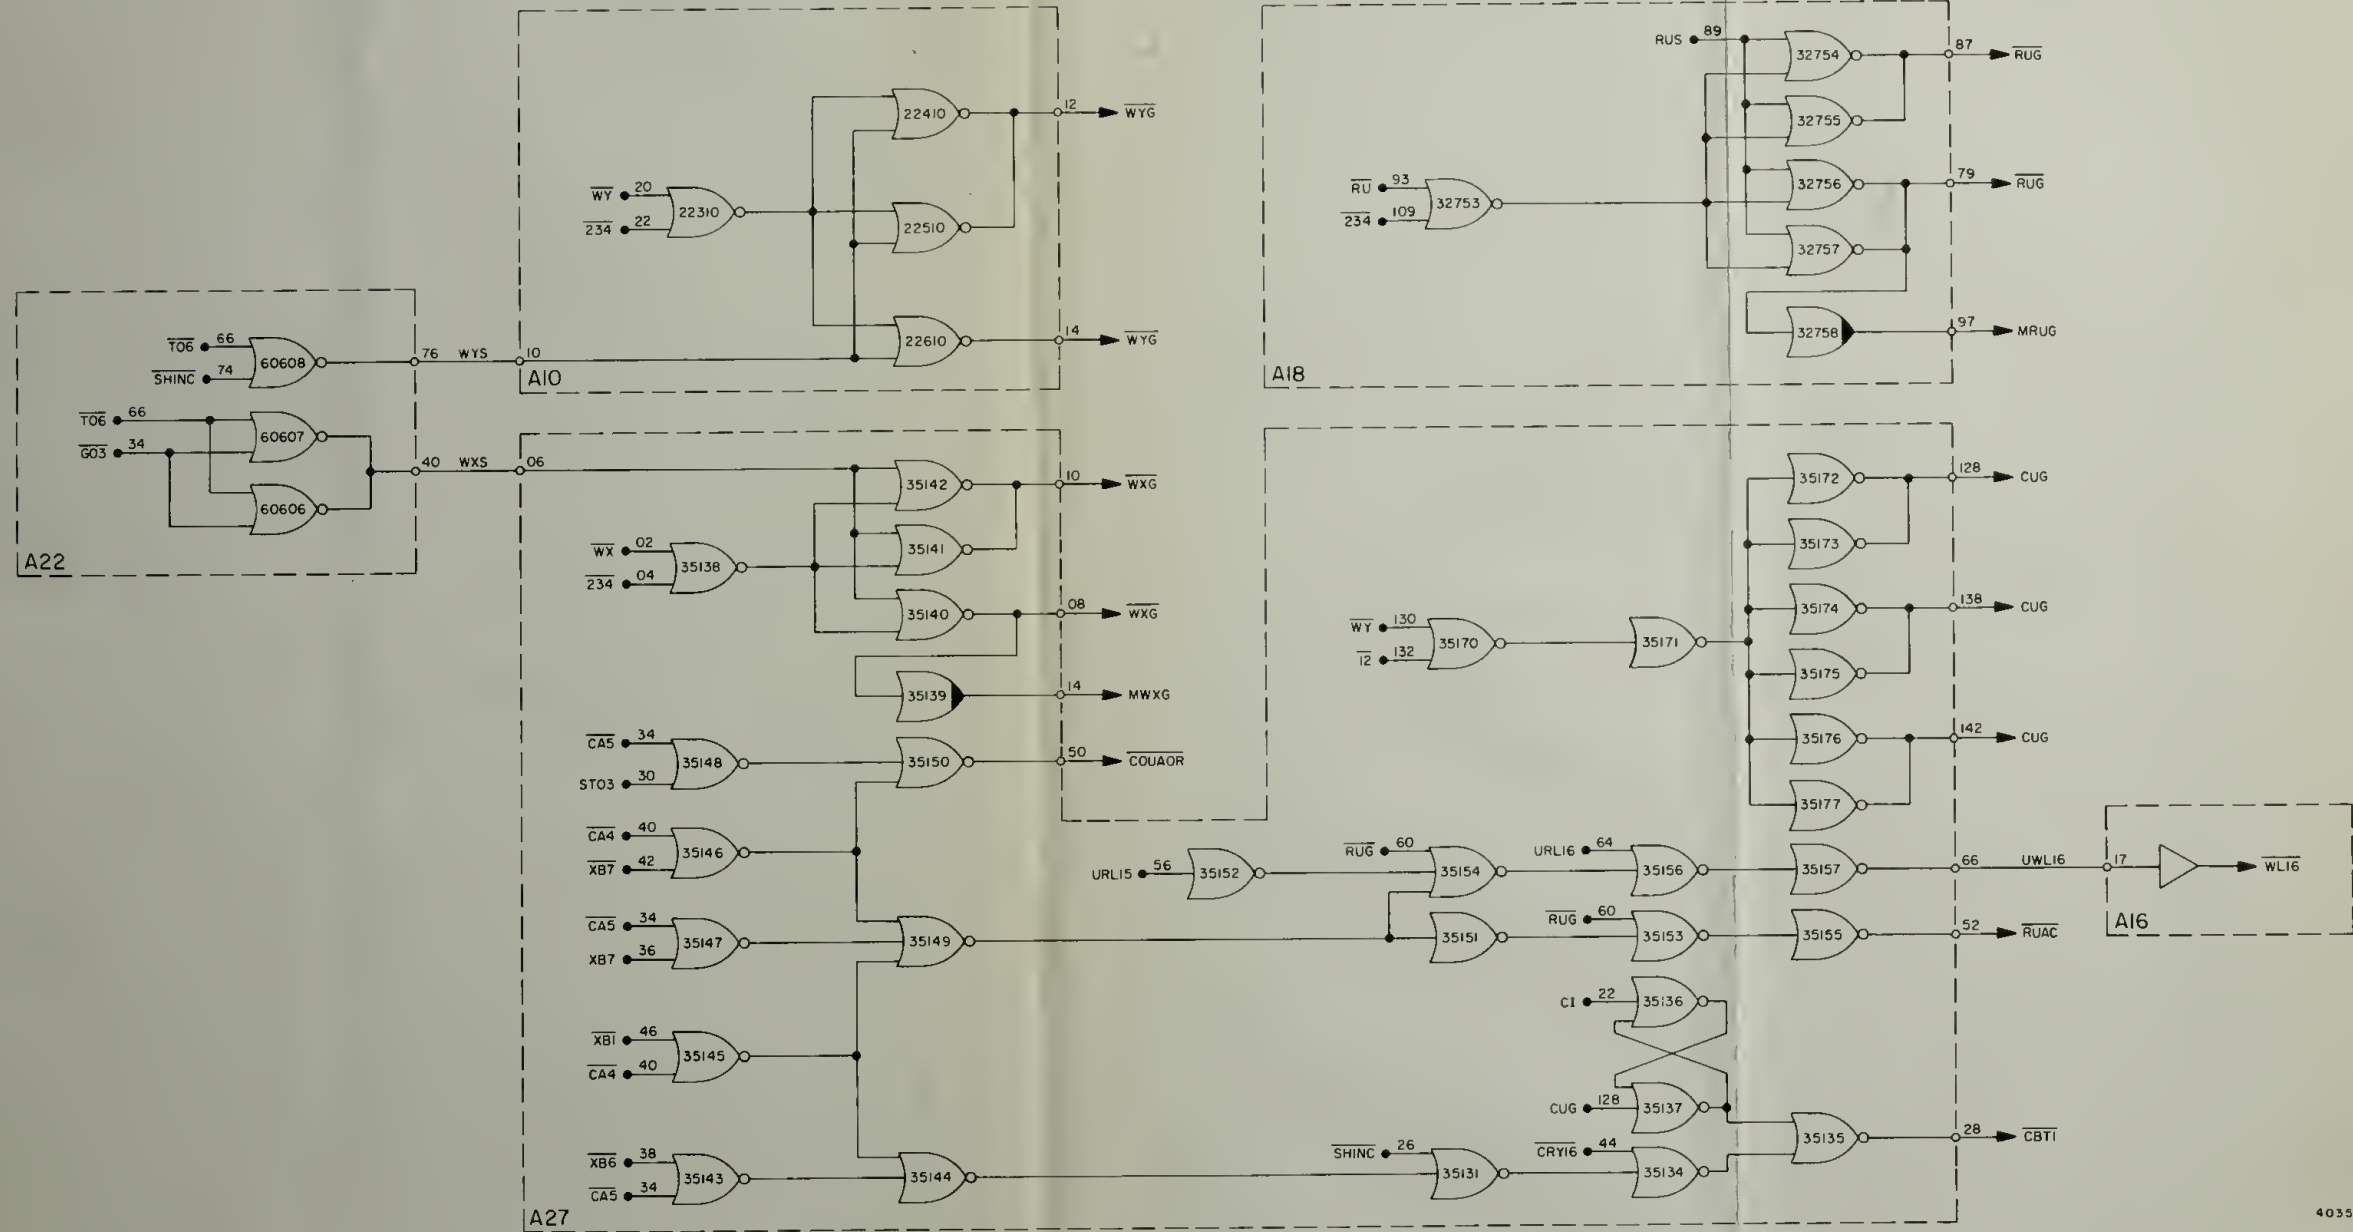 A22
T06 66
SHINC 74
60608
76 WYS 10
T06 66
G03 34
60607
60606
40 WXS 06
A10
WY 20
234 22
22310
22410
22510
22610
12 WYG
14 WYG
A18
RUS 89
RU 93
234 109
32753
32754
32755
32756
32757
32758
87 RUG
79 RUG
97 MRUG
A27
WX 02
234 04
35138
35142
35141
35140
35139
10 WXG
08 WXG
14 MWXG
CA5 34
ST03 30
35148
35150
50 COUAOR
CA4 40
XB7 42
35146
CA5 34
XB7 36
35147
35149
XB1 46
CA4 40
35145
XB6 38
CA5 34
35143
35144
WY 130
12 132
35170
35171
35172
35173
35174
35175
35176
35177
128 CUG
138 CUG
142 CUG
URL15 56
35152
RUG 60
35154
URL16 64
35156
35157
66 UWL16 17
WL16
A16
35151
RUG 60
35153
35155
52 RUAC
CI 22
35136
CUG 128
35137
SHINC 26
35131
CRY16 44
35134
35135
28 CBT1
4035